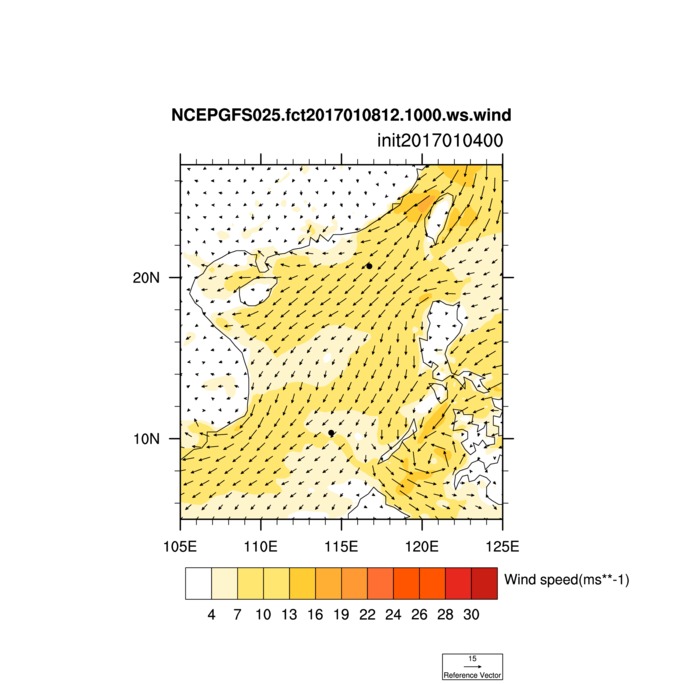 NCEPGFS025.fct2017010812.1000.ws.wind
init2017010400
20N
10N
105E 110E 115E 120E 125E
Wind speed(ms**-1)
4 7 10 13 16 19 22 24 26 28 30
15
Reference Vector